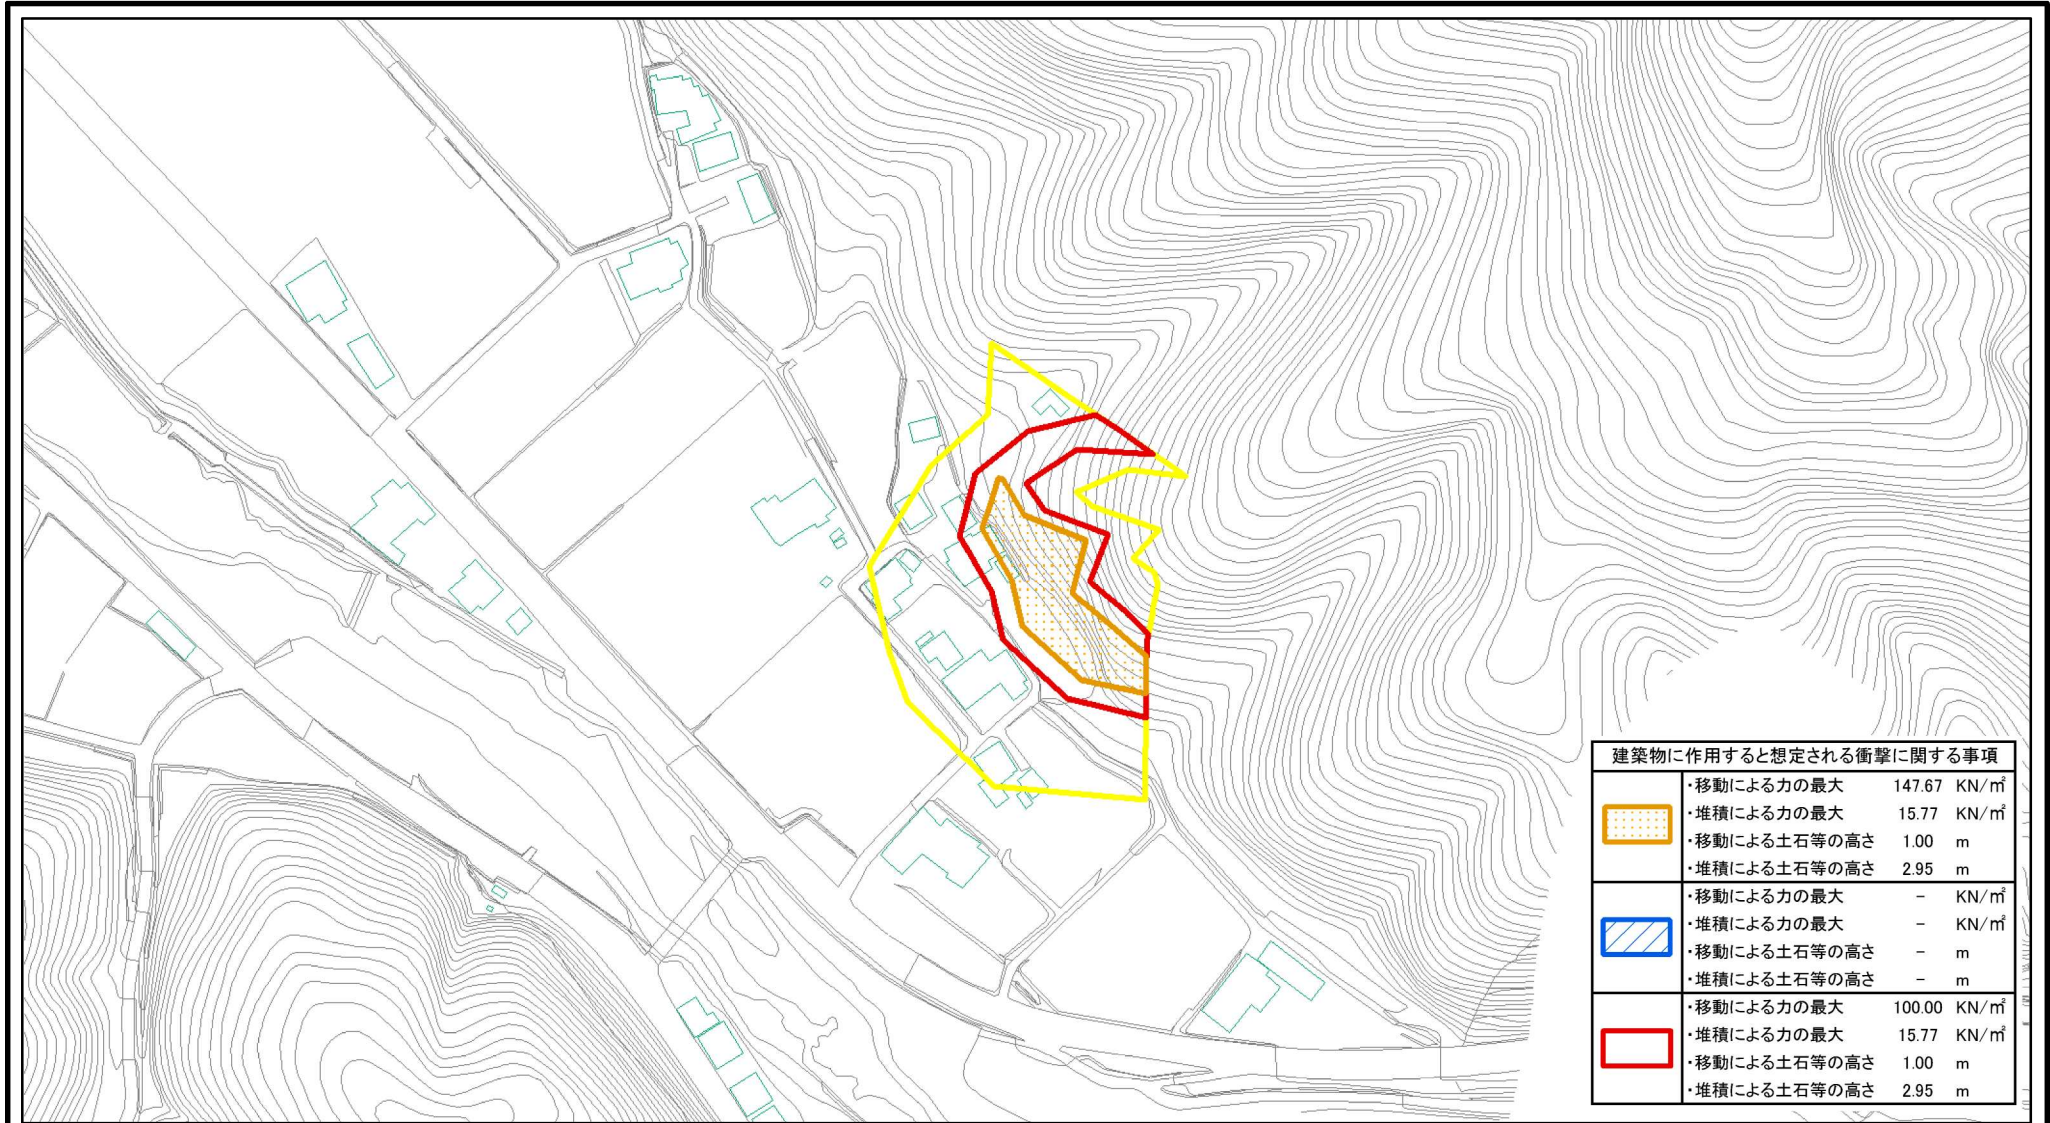 建築物に作用すると想定される衝撃に関する事項
・移動による力の最大 147.67 KN/㎡
・堆積による力の最大 15.77 KN/㎡
・移動による土石等の高さ 1.00 m
・堆積による土石等の高さ 2.95 m
・移動による力の最大 - KN/㎡
・堆積による力の最大 - KN/㎡
・移動による土石等の高さ - m
・堆積による土石等の高さ - m
・移動による力の最大 100.00 KN/㎡
・堆積による力の最大 15.77 KN/㎡
・移動による土石等の高さ 1.00 m
・堆積による土石等の高さ 2.95 m